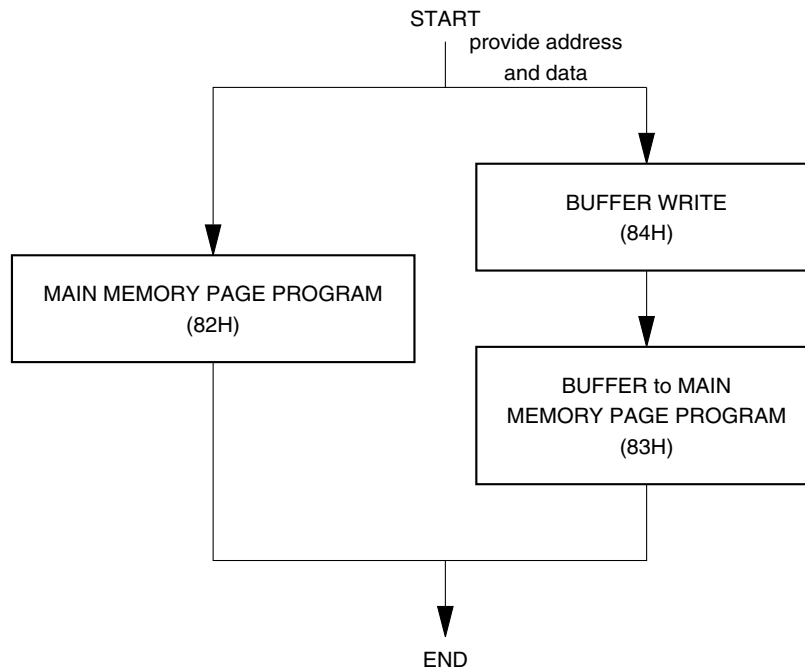 START
provide address
and data
BUFFER WRITE
(84H)
MAIN MEMORY PAGE PROGRAM
(82H)
BUFFER to MAIN
MEMORY PAGE PROGRAM
(83H)
END